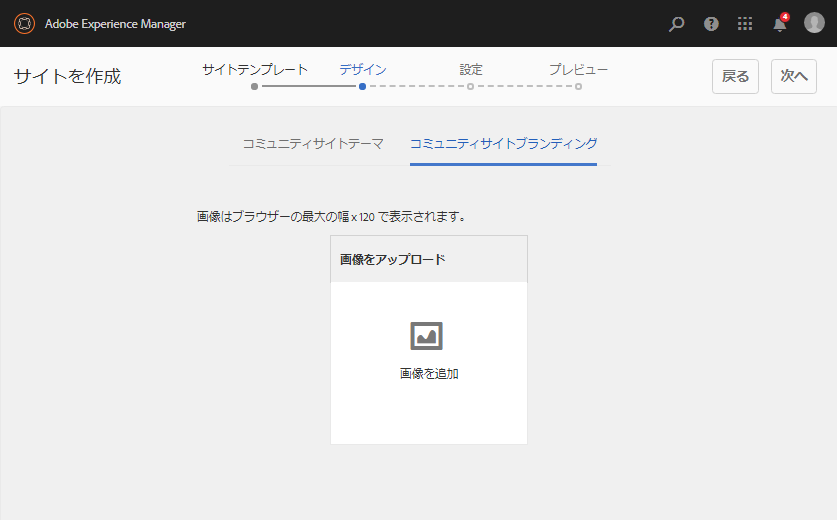 Adobe Experience Manager
4
サイトを作成
サイトテンプレート デザイン 設定 プレビュー
戻る 次へ
コミュニティサイトテーマ コミュニティサイトブランディング
画像はブラウザーの最大の幅 x 120 で表示されます。
画像をアップロード
画像を追加